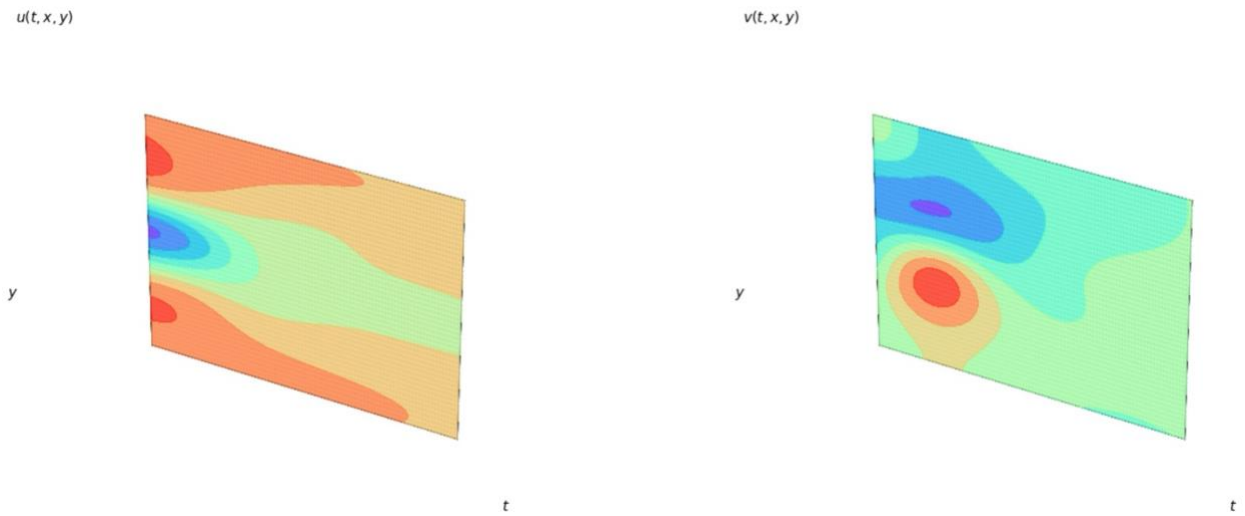 u(t, x, y)
v(t, x, y)
y
y
t
t